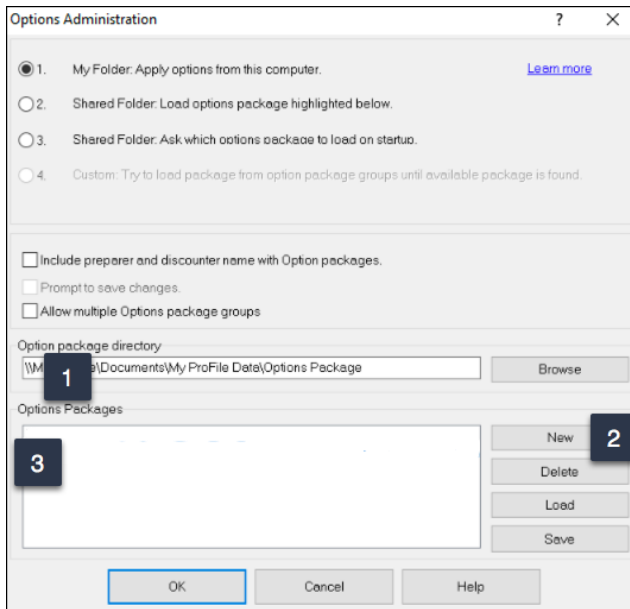 Options Administration ? X
1. My Folder: Apply options from this computer. Learn more
2. Shared Folder: Load options package highlighted below.
3. Shared Folder: Ask which options package to load on startup.
4. Custom: Try to load package from option package groups until available package is found.
Include preparer and discounter name with Option packages.
Prompt to save changes.
Allow multiple Options package groups
Option package directory
\\M e\Documents\My ProFile Data\Options Package Browse
1
Options Packages
New 2
3
Delete
Load
Save
OK Cancel Help